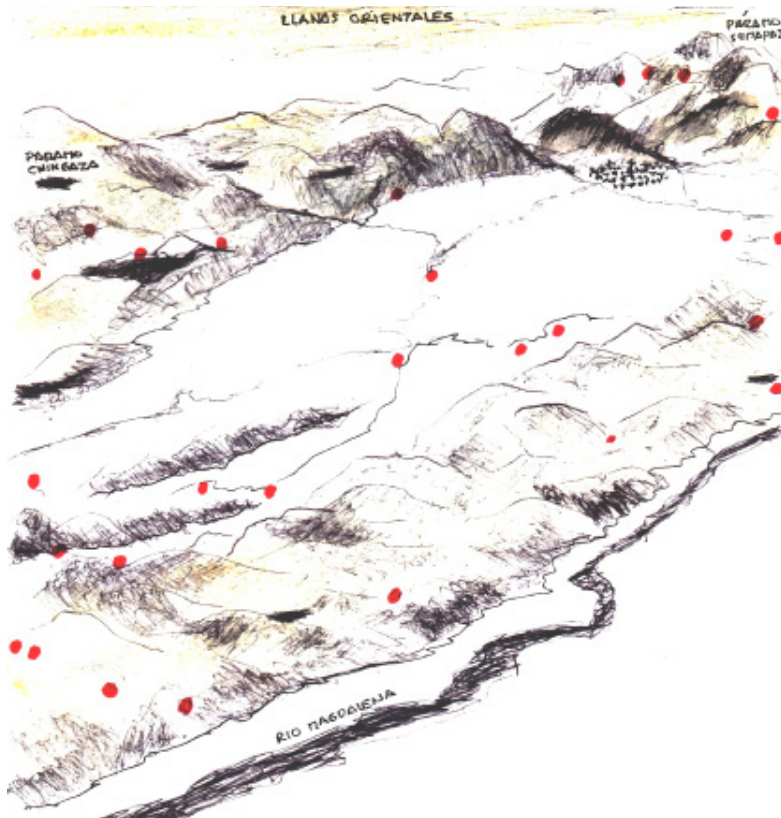 LLANOS ORIENTALES
PÁRAMO
SUMAPAZ
PARAMO
CHINGAZA
RIO MAGDALENA